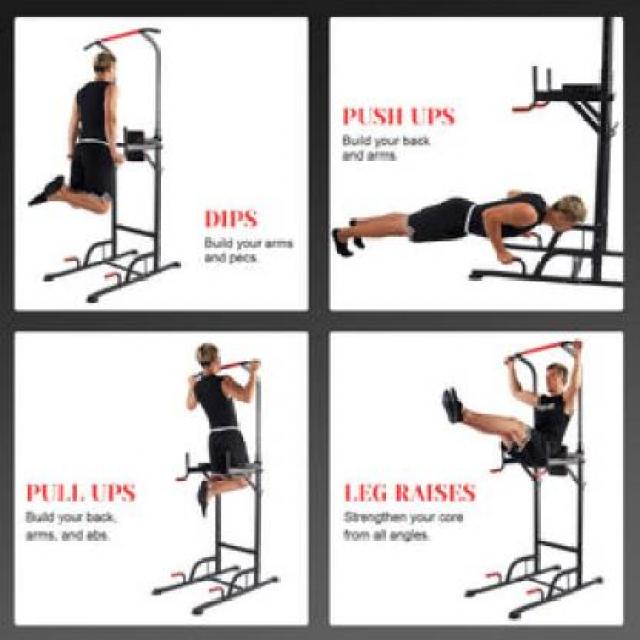 DIPS
Build your arms
and pecs.
PUSH UPS
Build your back
and arms
PULL UPS
Build your back,
arms, and abs.
LEG RAISES
Strengthen your core
from all angles.